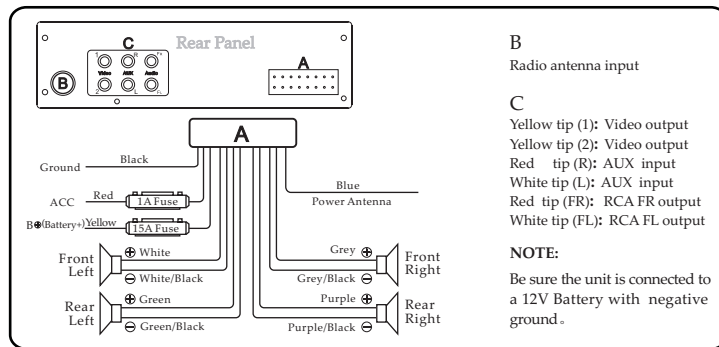 C
Rear Panel
1 R FR
Video AUX Audio
2 L FL
B
A
A
Ground Black
ACC Red 1A Fuse
B⊕(Battery+) Yellow 15A Fuse
Blue
Power Antenna
Front Left
⊕ White
⊖ White/Black
Rear Left
⊕ Green
⊖ Green/Black
Grey ⊕
Grey/Black ⊖
Front Right
Purple ⊕
Purple/Black ⊖
Rear Right
B
Radio antenna input
C
Yellow tip (1): Video output
Yellow tip (2): Video output
Red tip (R): AUX input
White tip (L): AUX input
Red tip (FR): RCA FR output
White tip (FL): RCA FL output
NOTE:
Be sure the unit is connected to
a 12V Battery with negative
ground。